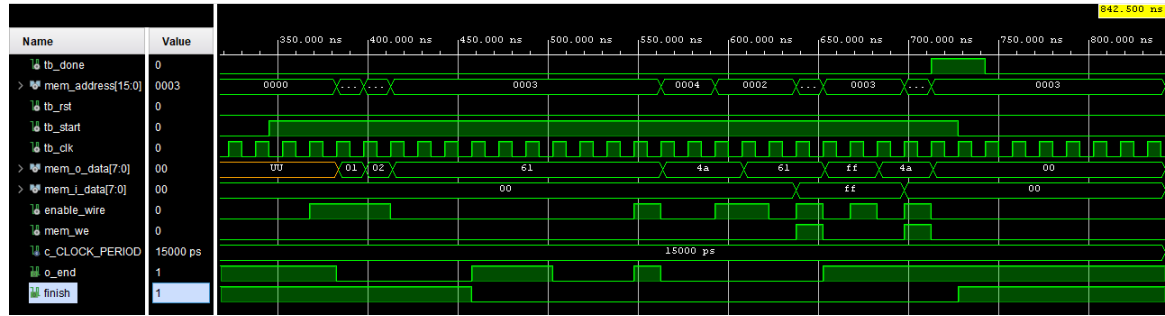 842.500 ns
Name Value
350.000 ns 400.000 ns 450.000 ns 500.000 ns 550.000 ns 600.000 ns 650.000 ns 700.000 ns 750.000 ns 800.000 ns
tb_done 0
mem_address[15:0] 0003 0000 ... ... 0003 0004 0002 ... 0003 ... 0003
tb_rst 0
tb_start 0
tb_clk 0
mem_o_data[7:0] 00 UU 01 02 61 4a 61 ff 4a 00
mem_i_data[7:0] 00 00 ff 00
enable_wire 0
mem_we 0
c_CLOCK_PERIOD 15000 ps 15000 ps
o_end 1
finish 1